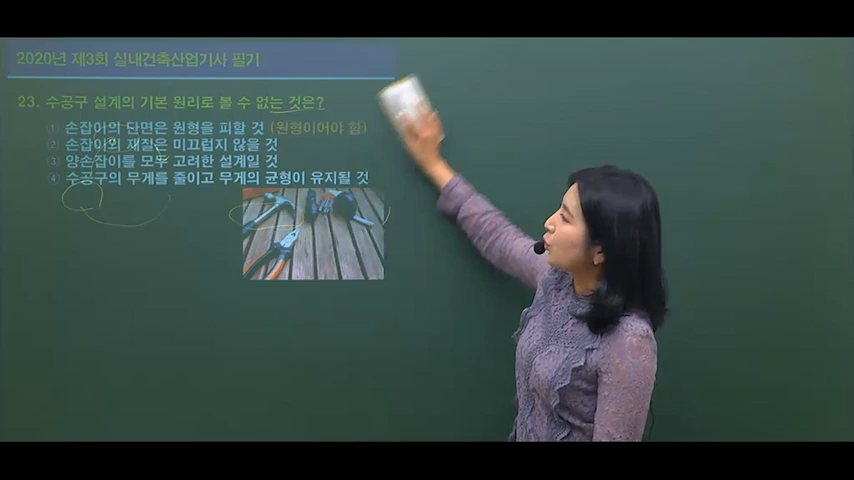 2020년 제3회 실내건축산업기사 필기
23. 수공구 설계의 기본 원리로 볼 수 없는 것은?
① 손잡이의 단면은 원형을 피할 것 (원형이어야 함)
② 손잡이의 재질은 미끄럽지 않을 것
③ 양손잡이를 모두 고려한 설계일 것
④ 수공구의 무게를 줄이고 무게의 균형이 유지될 것